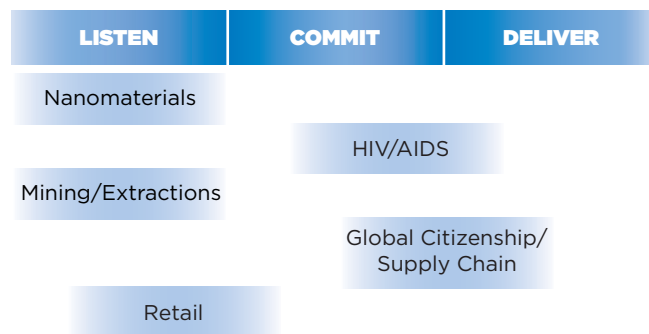 LISTEN
COMMIT
DELIVER
Nanomaterials
HIV/AIDS
Mining/Extractions
Global Citizenship/
Supply Chain
Retail